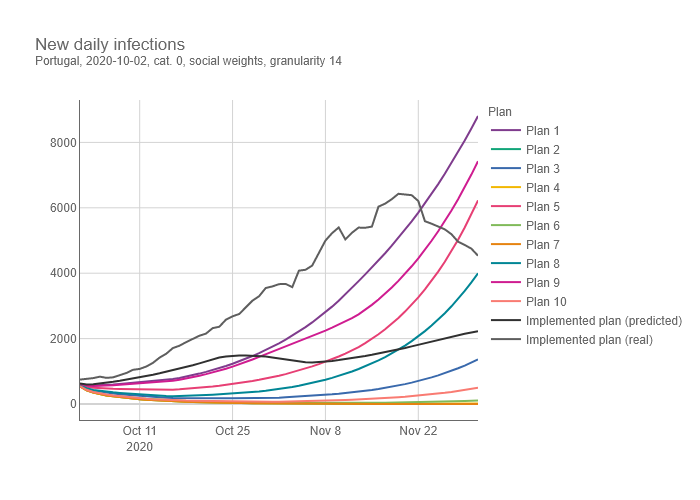 New daily infections
Portugal, 2020-10-02, cat. 0, social weights, granularity 14
Plan
Plan 1
Plan 2
Plan 3
Plan 4
Plan 5
Plan 6
Plan 7
Plan 8
Plan 9
Plan 10
Implemented plan (predicted)
Implemented plan (real)
8000
6000
4000
2000
0
Oct 11
2020
Oct 25
Nov 8
Nov 22